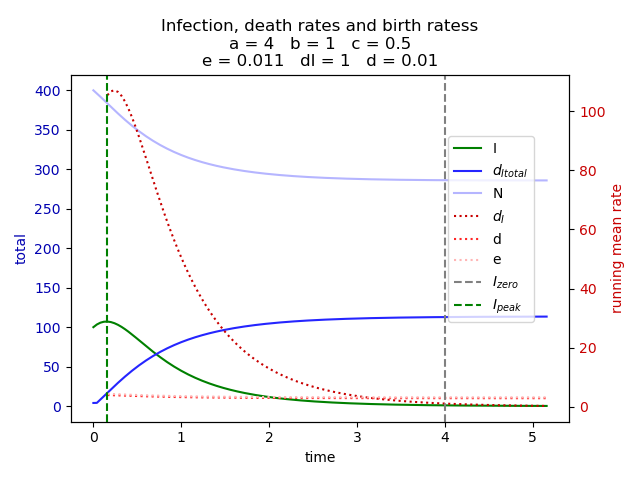 Infection, death rates and birth ratess
a = 4 b = 1 c = 0.5
e = 0.011 dI = 1 d = 0.01
400
350
300
250
200
150
100
50
0
total
100
80
60
40
20
0
running mean rate
I
d_Itotal
N
d_I
d
e
I_zero
I_peak
0 1 2 3 4 5
time